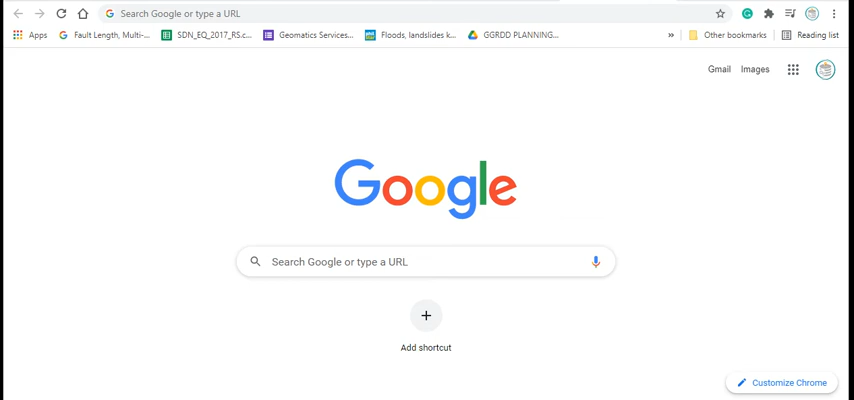 Search Google or type a URL
Apps Fault Length, Multi-... SDN_EQ_2017_RS.c... Geomatics Services... Floods, landslides k... GGRDD PLANNING... » Other bookmarks Reading list
Gmail Images
Google
Search Google or type a URL
Add shortcut
Customize Chrome